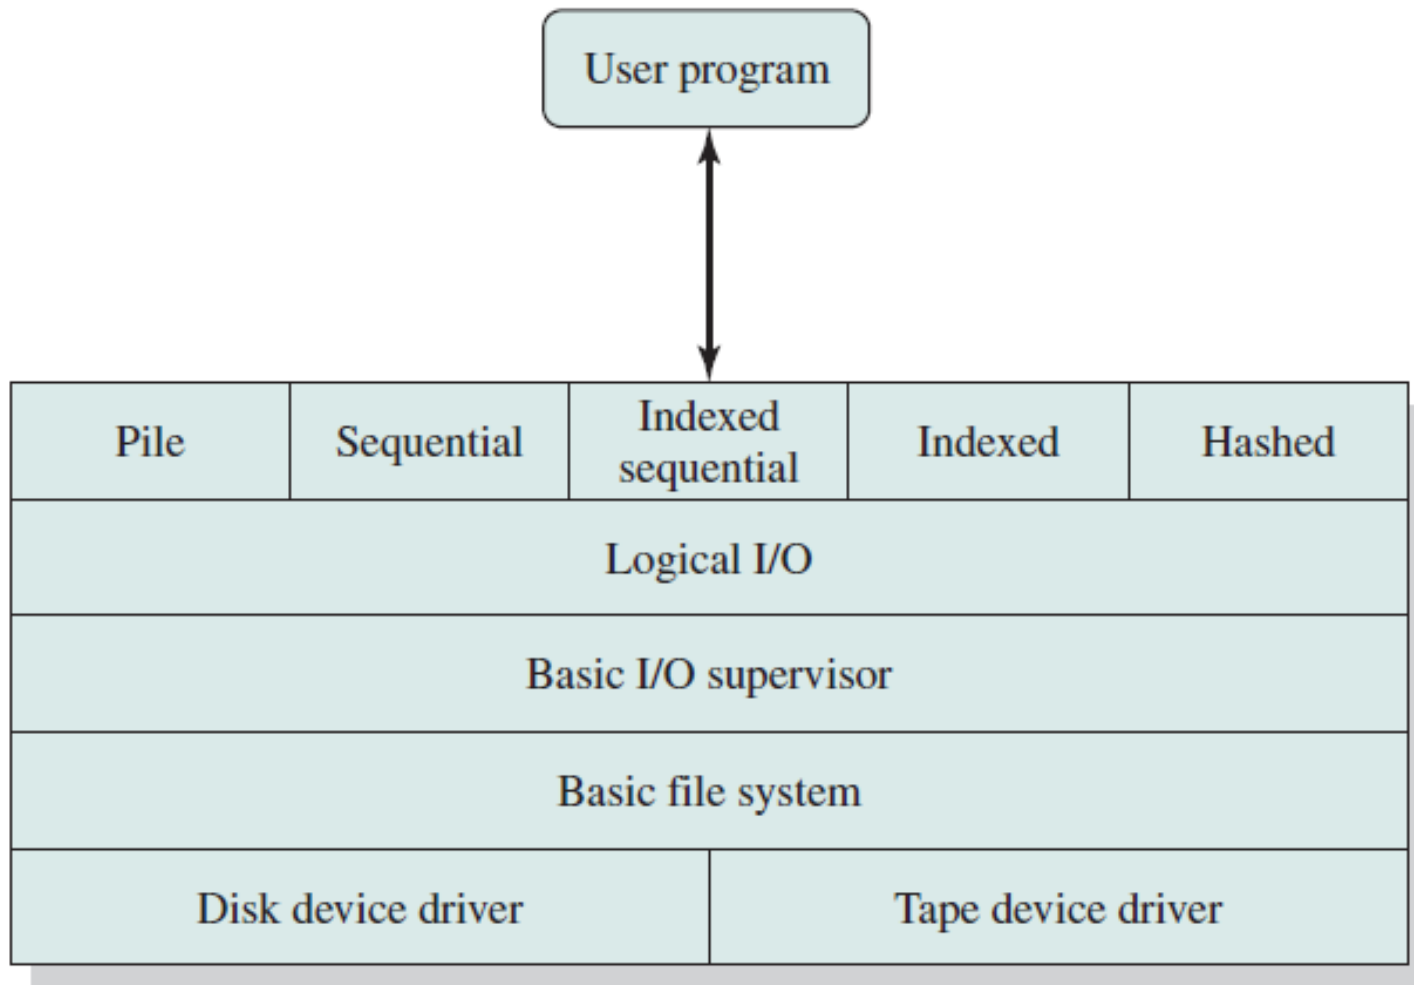 User program
Pile
Sequential
Indexed
sequential
Indexed
Hashed
Logical I/O
Basic I/O supervisor
Basic file system
Disk device driver
Tape device driver